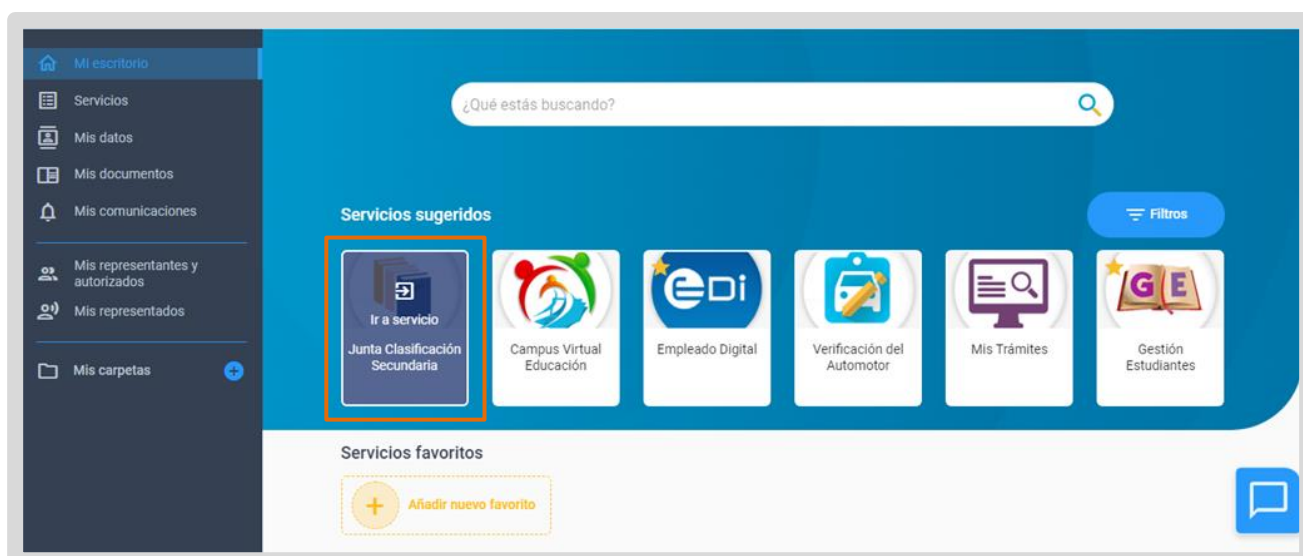 Mi escritorio
Servicios
Mis datos
Mis documentos
Mis comunicaciones
Mis representantes y
autorizados
Mis representados
Mis carpetas
¿Qué estás buscando?
Servicios sugeridos
Filtros
Ir a servicio
Junta Clasificación
Secundaria
Campus Virtual
Educación
eDi
Empleado Digital
Verificación del
Automotor
Mis Trámites
GE
Gestión
Estudiantes
Servicios favoritos
Añadir nuevo favorito